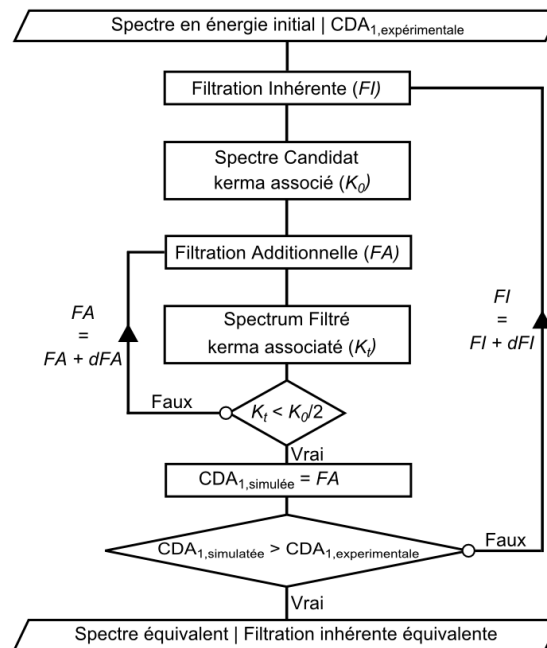 Spectre en énergie initial | CDA1,expérimentale
Filtration Inhérente (FI)
Spectre Candidat
kerma associé (K0)
Filtration Additionnelle (FA)
FA
=
FA + dFA
FI
=
FI + dFI
Spectrum Filtré
kerma associaté (Kt)
Faux
Kt < K0/2
Vrai
CDA1,simulée = FA
CDA1,simulatée > CDA1,experimentale
Faux
Vrai
Spectre équivalent | Filtration inhérente équivalente